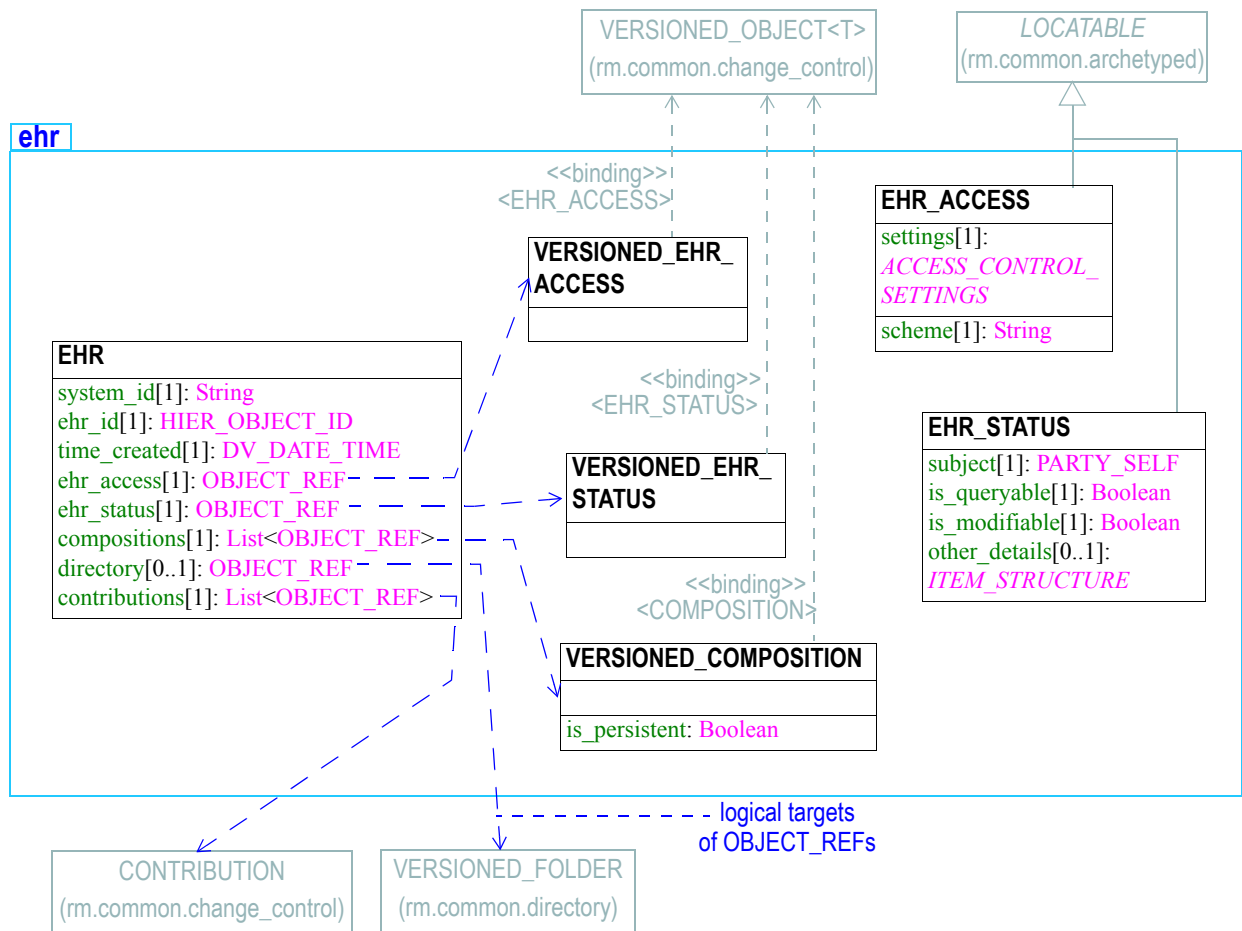 VERSIONED_OBJECT<T>
(rm.common.change_control)
LOCATABLE
(rm.common.archetyped)
ehr
<<binding>>
<EHR_ACCESS>
EHR_ACCESS
settings[1]:
ACCESS_CONTROL_
SETTINGS
scheme[1]: String
VERSIONED_EHR_
ACCESS
EHR
system_id[1]: String
ehr_id[1]: HIER_OBJECT_ID
time_created[1]: DV_DATE_TIME
ehr_access[1]: OBJECT_REF
ehr_status[1]: OBJECT_REF
compositions[1]: List<OBJECT_REF>
directory[0..1]: OBJECT_REF
contributions[1]: List<OBJECT_REF>
<<binding>>
<EHR_STATUS>
VERSIONED_EHR_
STATUS
EHR_STATUS
subject[1]: PARTY_SELF
is_queryable[1]: Boolean
is_modifiable[1]: Boolean
other_details[0..1]:
ITEM_STRUCTURE
<<binding>>
<COMPOSITION>
VERSIONED_COMPOSITION
is_persistent: Boolean
logical targets
of OBJECT_REFs
CONTRIBUTION
(rm.common.change_control)
VERSIONED_FOLDER
(rm.common.directory)